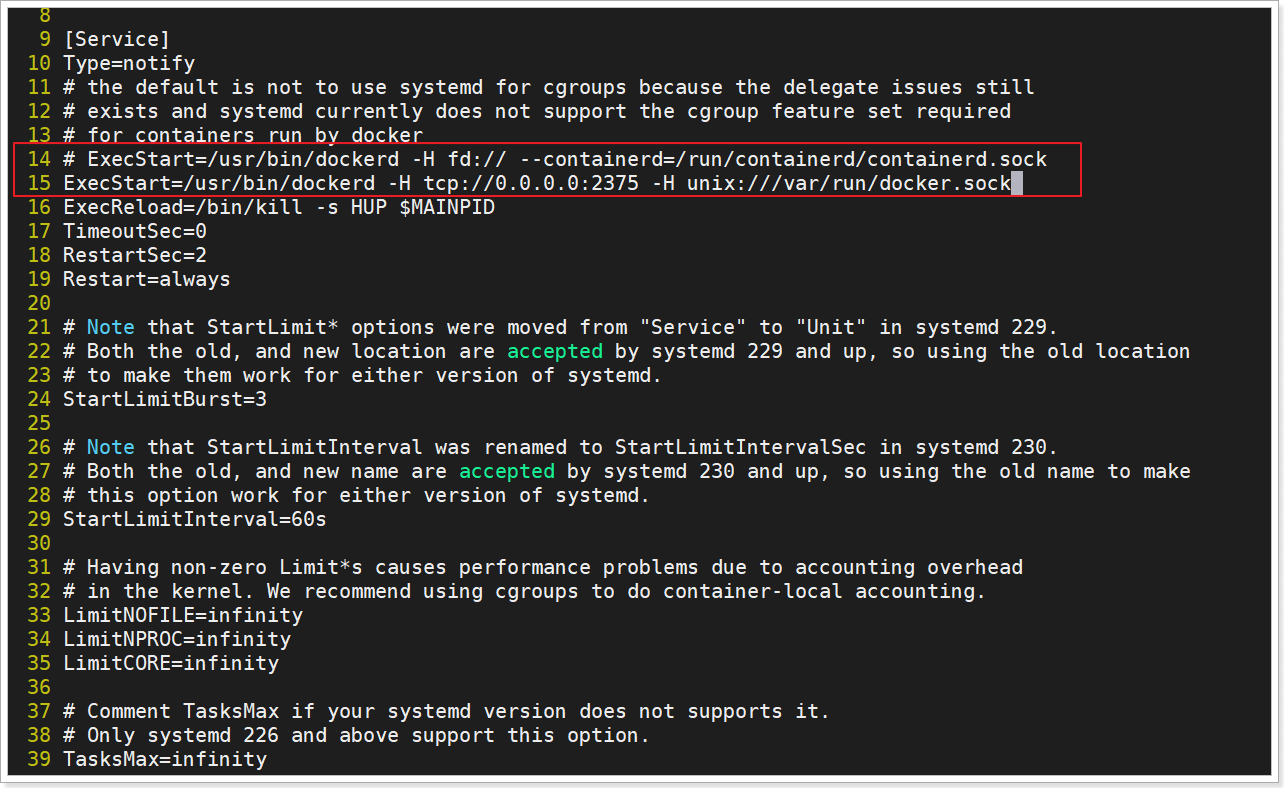 8
9 [Service]
10 Type=notify
11 # the default is not to use systemd for cgroups because the delegate issues still
12 # exists and systemd currently does not support the cgroup feature set required
13 # for containers run by docker
14 # ExecStart=/usr/bin/dockerd -H fd:// --containerd=/run/containerd/containerd.sock
15 ExecStart=/usr/bin/dockerd -H tcp://0.0.0.0:2375 -H unix:///var/run/docker.sock
16 ExecReload=/bin/kill -s HUP $MAINPID
17 TimeoutSec=0
18 RestartSec=2
19 Restart=always
20
21 # Note that StartLimit* options were moved from "Service" to "Unit" in systemd 229.
22 # Both the old, and new location are accepted by systemd 229 and up, so using the old location
23 # to make them work for either version of systemd.
24 StartLimitBurst=3
25
26 # Note that StartLimitInterval was renamed to StartLimitIntervalSec in systemd 230.
27 # Both the old, and new name are accepted by systemd 230 and up, so using the old name to make
28 # this option work for either version of systemd.
29 StartLimitInterval=60s
30
31 # Having non-zero Limit*s causes performance problems due to accounting overhead
32 # in the kernel. We recommend using cgroups to do container-local accounting.
33 LimitNOFILE=infinity
34 LimitNPROC=infinity
35 LimitCORE=infinity
36
37 # Comment TasksMax if your systemd version does not supports it.
38 # Only systemd 226 and above support this option.
39 TasksMax=infinity